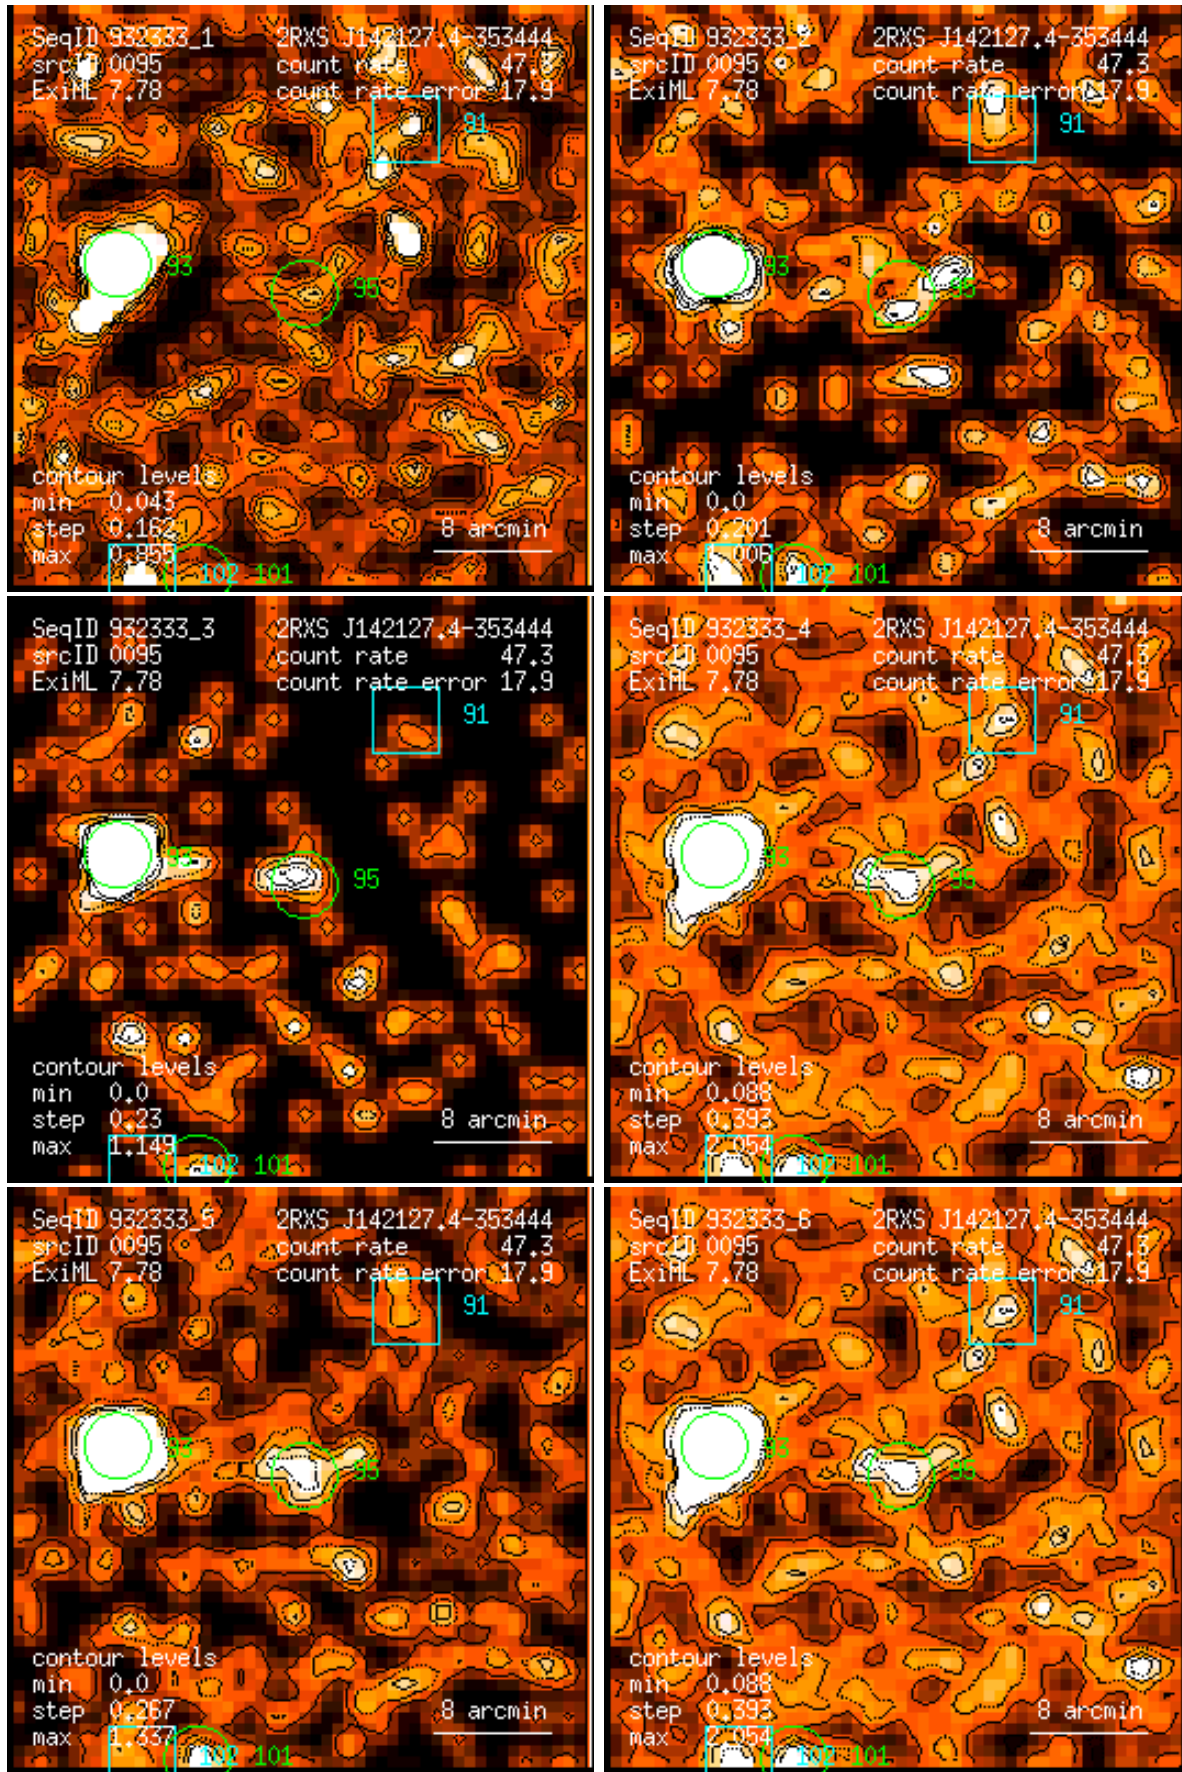 SeqID 932333_1 2RXS J142127.4-353444
srcID 0095 count rate 47.3
ExiML 7.78 count rate error 17.9
91
93
95
contour levels
min 0.043
step 0.162
max 0.855
8 arcmin
102 101
SeqID 932333_2 2RXS J142127.4-353444
srcID 0095 count rate 47.3
ExiML 7.78 count rate error 17.9
91
93
95
contour levels
min 0.0
step 0.201
max 1.006
8 arcmin
102 101
SeqID 932333_3 2RXS J142127.4-353444
srcID 0095 count rate 47.3
ExiML 7.78 count rate error 17.9
91
93
95
contour levels
min 0.0
step 0.23
max 1.149
8 arcmin
102 101
SeqID 932333_4 2RXS J142127.4-353444
srcID 0095 count rate 47.3
ExiML 7.78 count rate error 17.9
91
93
95
contour levels
min 0.088
step 0.393
max 2.054
8 arcmin
102 101
SeqID 932333_5 2RXS J142127.4-353444
srcID 0095 count rate 47.3
ExiML 7.78 count rate error 17.9
91
93
95
contour levels
min 0.0
step 0.267
max 1.337
8 arcmin
102 101
SeqID 932333_6 2RXS J142127.4-353444
srcID 0095 count rate 47.3
ExiML 7.78 count rate error 17.9
91
93
95
contour levels
min 0.088
step 0.393
max 2.054
8 arcmin
102 101